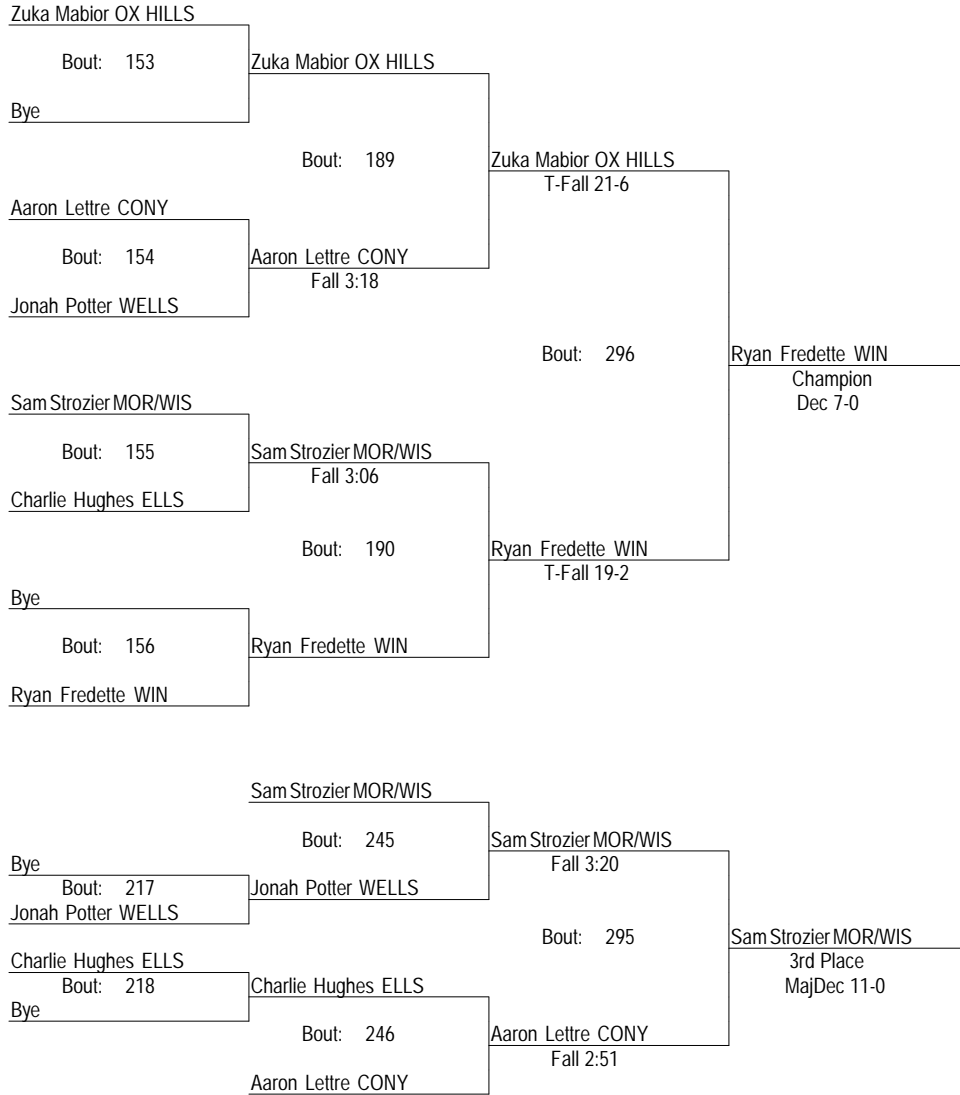 Zuka Mabior OX HILLS
Bout: 153
Zuka Mabior OX HILLS
Bye
Bout: 189
Zuka Mabior OX HILLS
T-Fall 21-6
Aaron Lettre CONY
Bout: 154
Aaron Lettre CONY
Fall 3:18
Jonah Potter WELLS
Bout: 296
Ryan Fredette WIN
Champion
Dec 7-0
Sam Strozier MOR/WIS
Bout: 155
Sam Strozier MOR/WIS
Fall 3:06
Charlie Hughes ELLS
Bout: 190
Ryan Fredette WIN
T-Fall 19-2
Bye
Bout: 156
Ryan Fredette WIN
Ryan Fredette WIN
Sam Strozier MOR/WIS
Bout: 245
Sam Strozier MOR/WIS
Fall 3:20
Bye
Bout: 217
Jonah Potter WELLS
Jonah Potter WELLS
Bout: 295
Sam Strozier MOR/WIS
3rd Place
MajDec 11-0
Charlie Hughes ELLS
Bout: 218
Charlie Hughes ELLS
Bye
Bout: 246
Aaron Lettre CONY
Fall 2:51
Aaron Lettre CONY